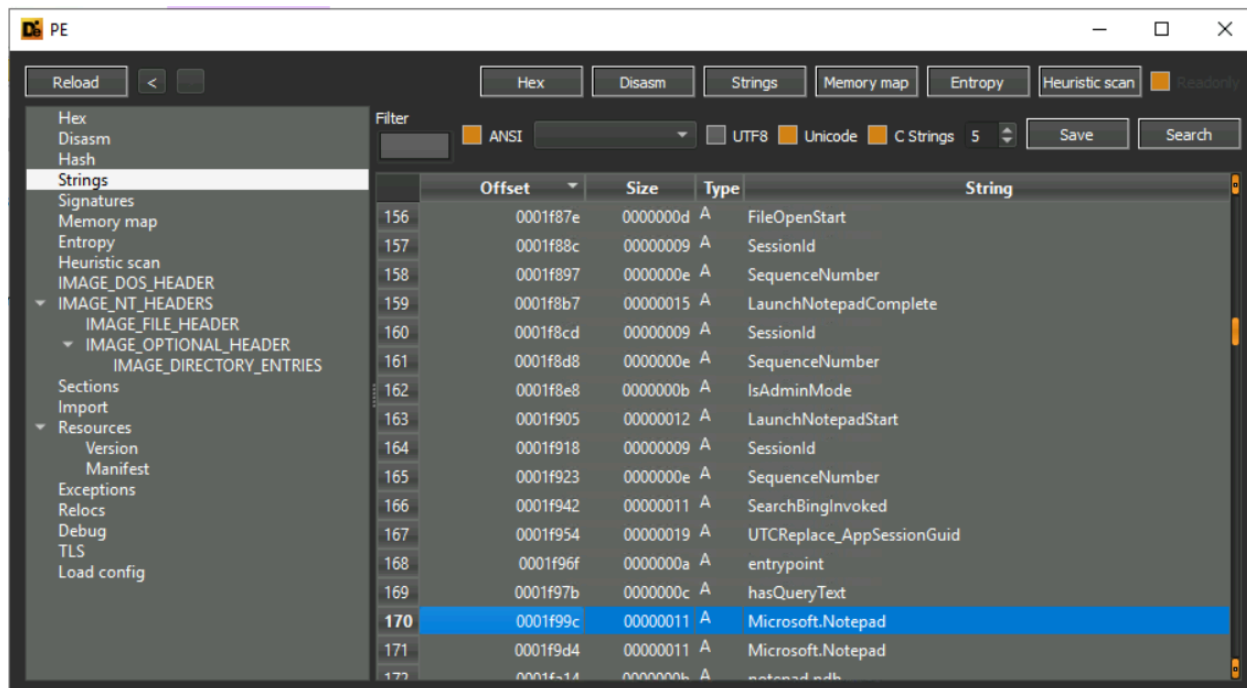 PE
Reload < Hex Disasm Strings Memory map Entropy Heuristic scan Readonly
Hex
Disasm
Hash
Strings
Signatures
Memory map
Entropy
Heuristic scan
IMAGE_DOS_HEADER
IMAGE_NT_HEADERS
IMAGE_FILE_HEADER
IMAGE_OPTIONAL_HEADER
IMAGE_DIRECTORY_ENTRIES
Sections
Import
Resources
Version
Manifest
Exceptions
Relocs
Debug
TLS
Load config
Filter
ANSI UTF8 Unicode C Strings 5 Save Search
Offset Size Type String
156 0001f87e 0000000d A FileOpenStart
157 0001f88c 00000009 A SessionId
158 0001f897 0000000e A SequenceNumber
159 0001f8b7 00000015 A LaunchNotepadComplete
160 0001f8cd 00000009 A SessionId
161 0001f8d8 0000000e A SequenceNumber
162 0001f8e8 0000000b A IsAdminMode
163 0001f905 00000012 A LaunchNotepadStart
164 0001f918 00000009 A SessionId
165 0001f923 0000000e A SequenceNumber
166 0001f942 00000011 A SearchBingInvoked
167 0001f954 00000019 A UTCReplace_AppSessionGuid
168 0001f96f 0000000a A entrypoint
169 0001f97b 0000000c A hasQueryText
170 0001f99c 00000011 A Microsoft.Notepad
171 0001f9d4 00000011 A Microsoft.Notepad
172 0001fa14 0000000b A notepad.pdb